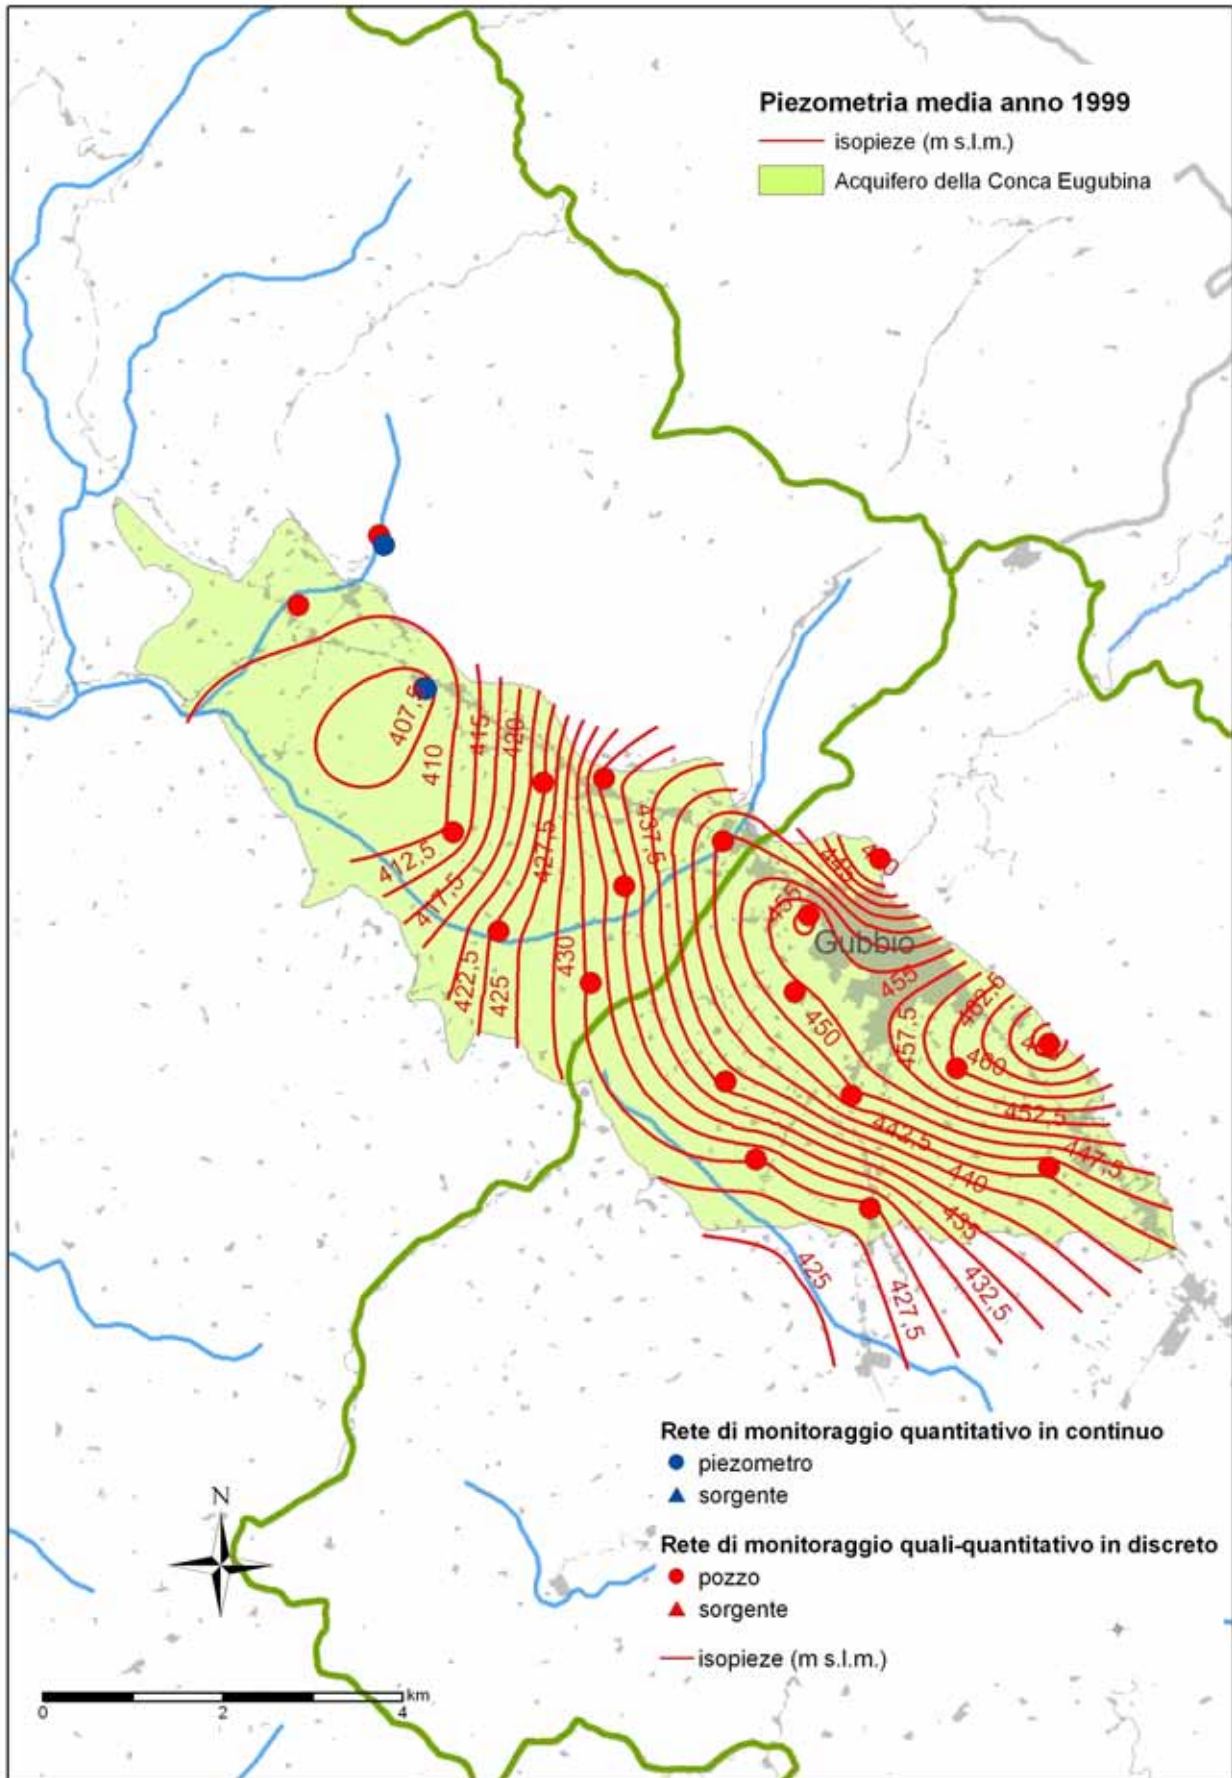 Piezometria media anno 1999
isopieze (m s.l.m.)
Acquifero della Conca Eugubina
407,5
410
415
420
412,5
417,5
427,5
437,5
422,5
425
430
445
455
Gubbio
455
450
457,5
462,5
460
452,5
442,5
447,5
440
435
432,5
425
427,5
Rete di monitoraggio quantitativo in continuo
piezometro
sorgente
Rete di monitoraggio quali-quantitativo in discreto
pozzo
sorgente
isopieze (m s.l.m.)
N
km
0
2
4